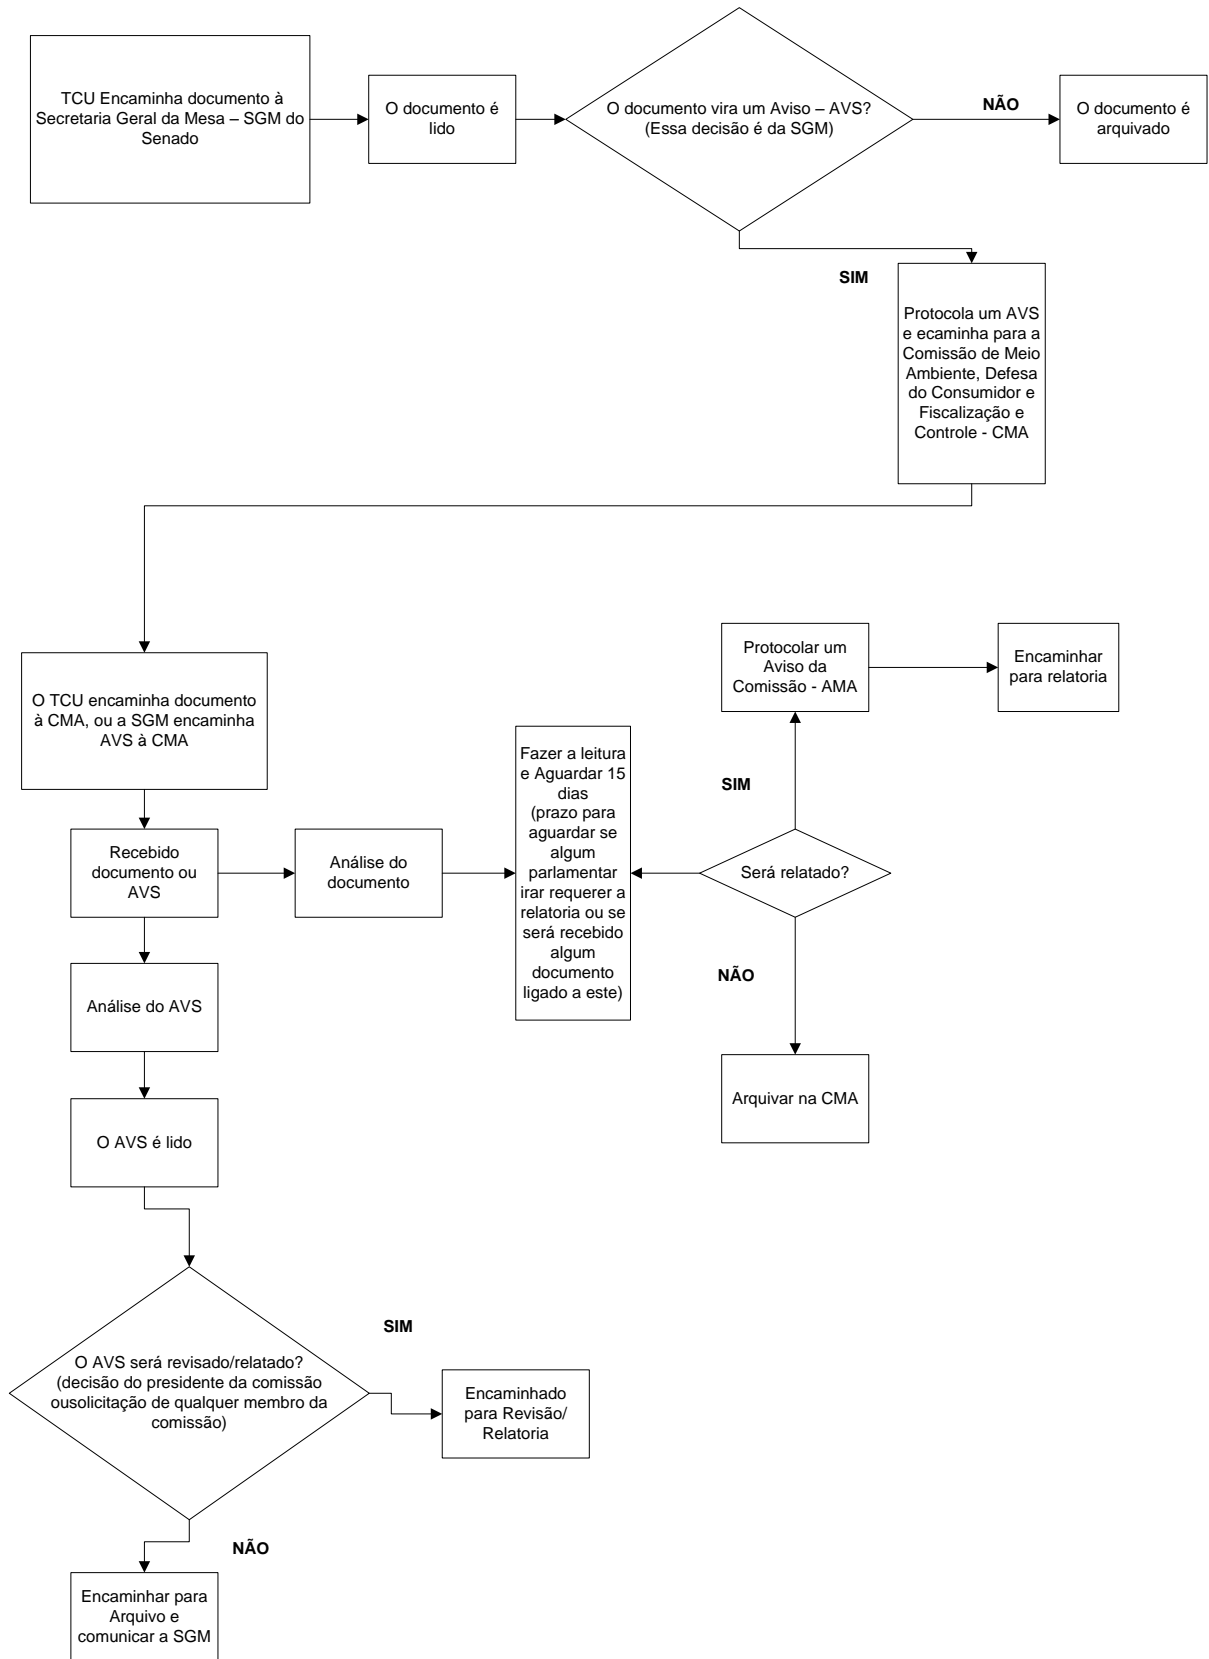 TCU Encaminha documento à
Secretaria Geral da Mesa – SGM do
Senado
O documento é
lido
O documento vira um Aviso – AVS?
(Essa decisão é da SGM)
NÃO
O documento é
arquivado
SIM
Protocola um AVS
e ecaminha para a
Comissão de Meio
Ambiente, Defesa
do Consumidor e
Fiscalização e
Controle - CMA
O TCU encaminha documento
à CMA, ou a SGM encaminha
AVS à CMA
Recebido
documento ou
AVS
Análise do
documento
Fazer a leitura
e Aguardar 15
dias
(prazo para
aguardar se
algum
parlamentar
irar requerer a
relatoria ou se
será recebido
algum
documento
ligado a este)
Protocolar um
Aviso da
Comissão - AMA
Encaminhar
para relatoria
SIM
Será relatado?
NÃO
Arquivar na CMA
Análise do AVS
O AVS é lido
O AVS será revisado/relatado?
(decisão do presidente da comissão
ousolicitação de qualquer membro da
comissão)
SIM
Encaminhado
para Revisão/
Relatoria
NÃO
Encaminhar para
Arquivo e
comunicar a SGM